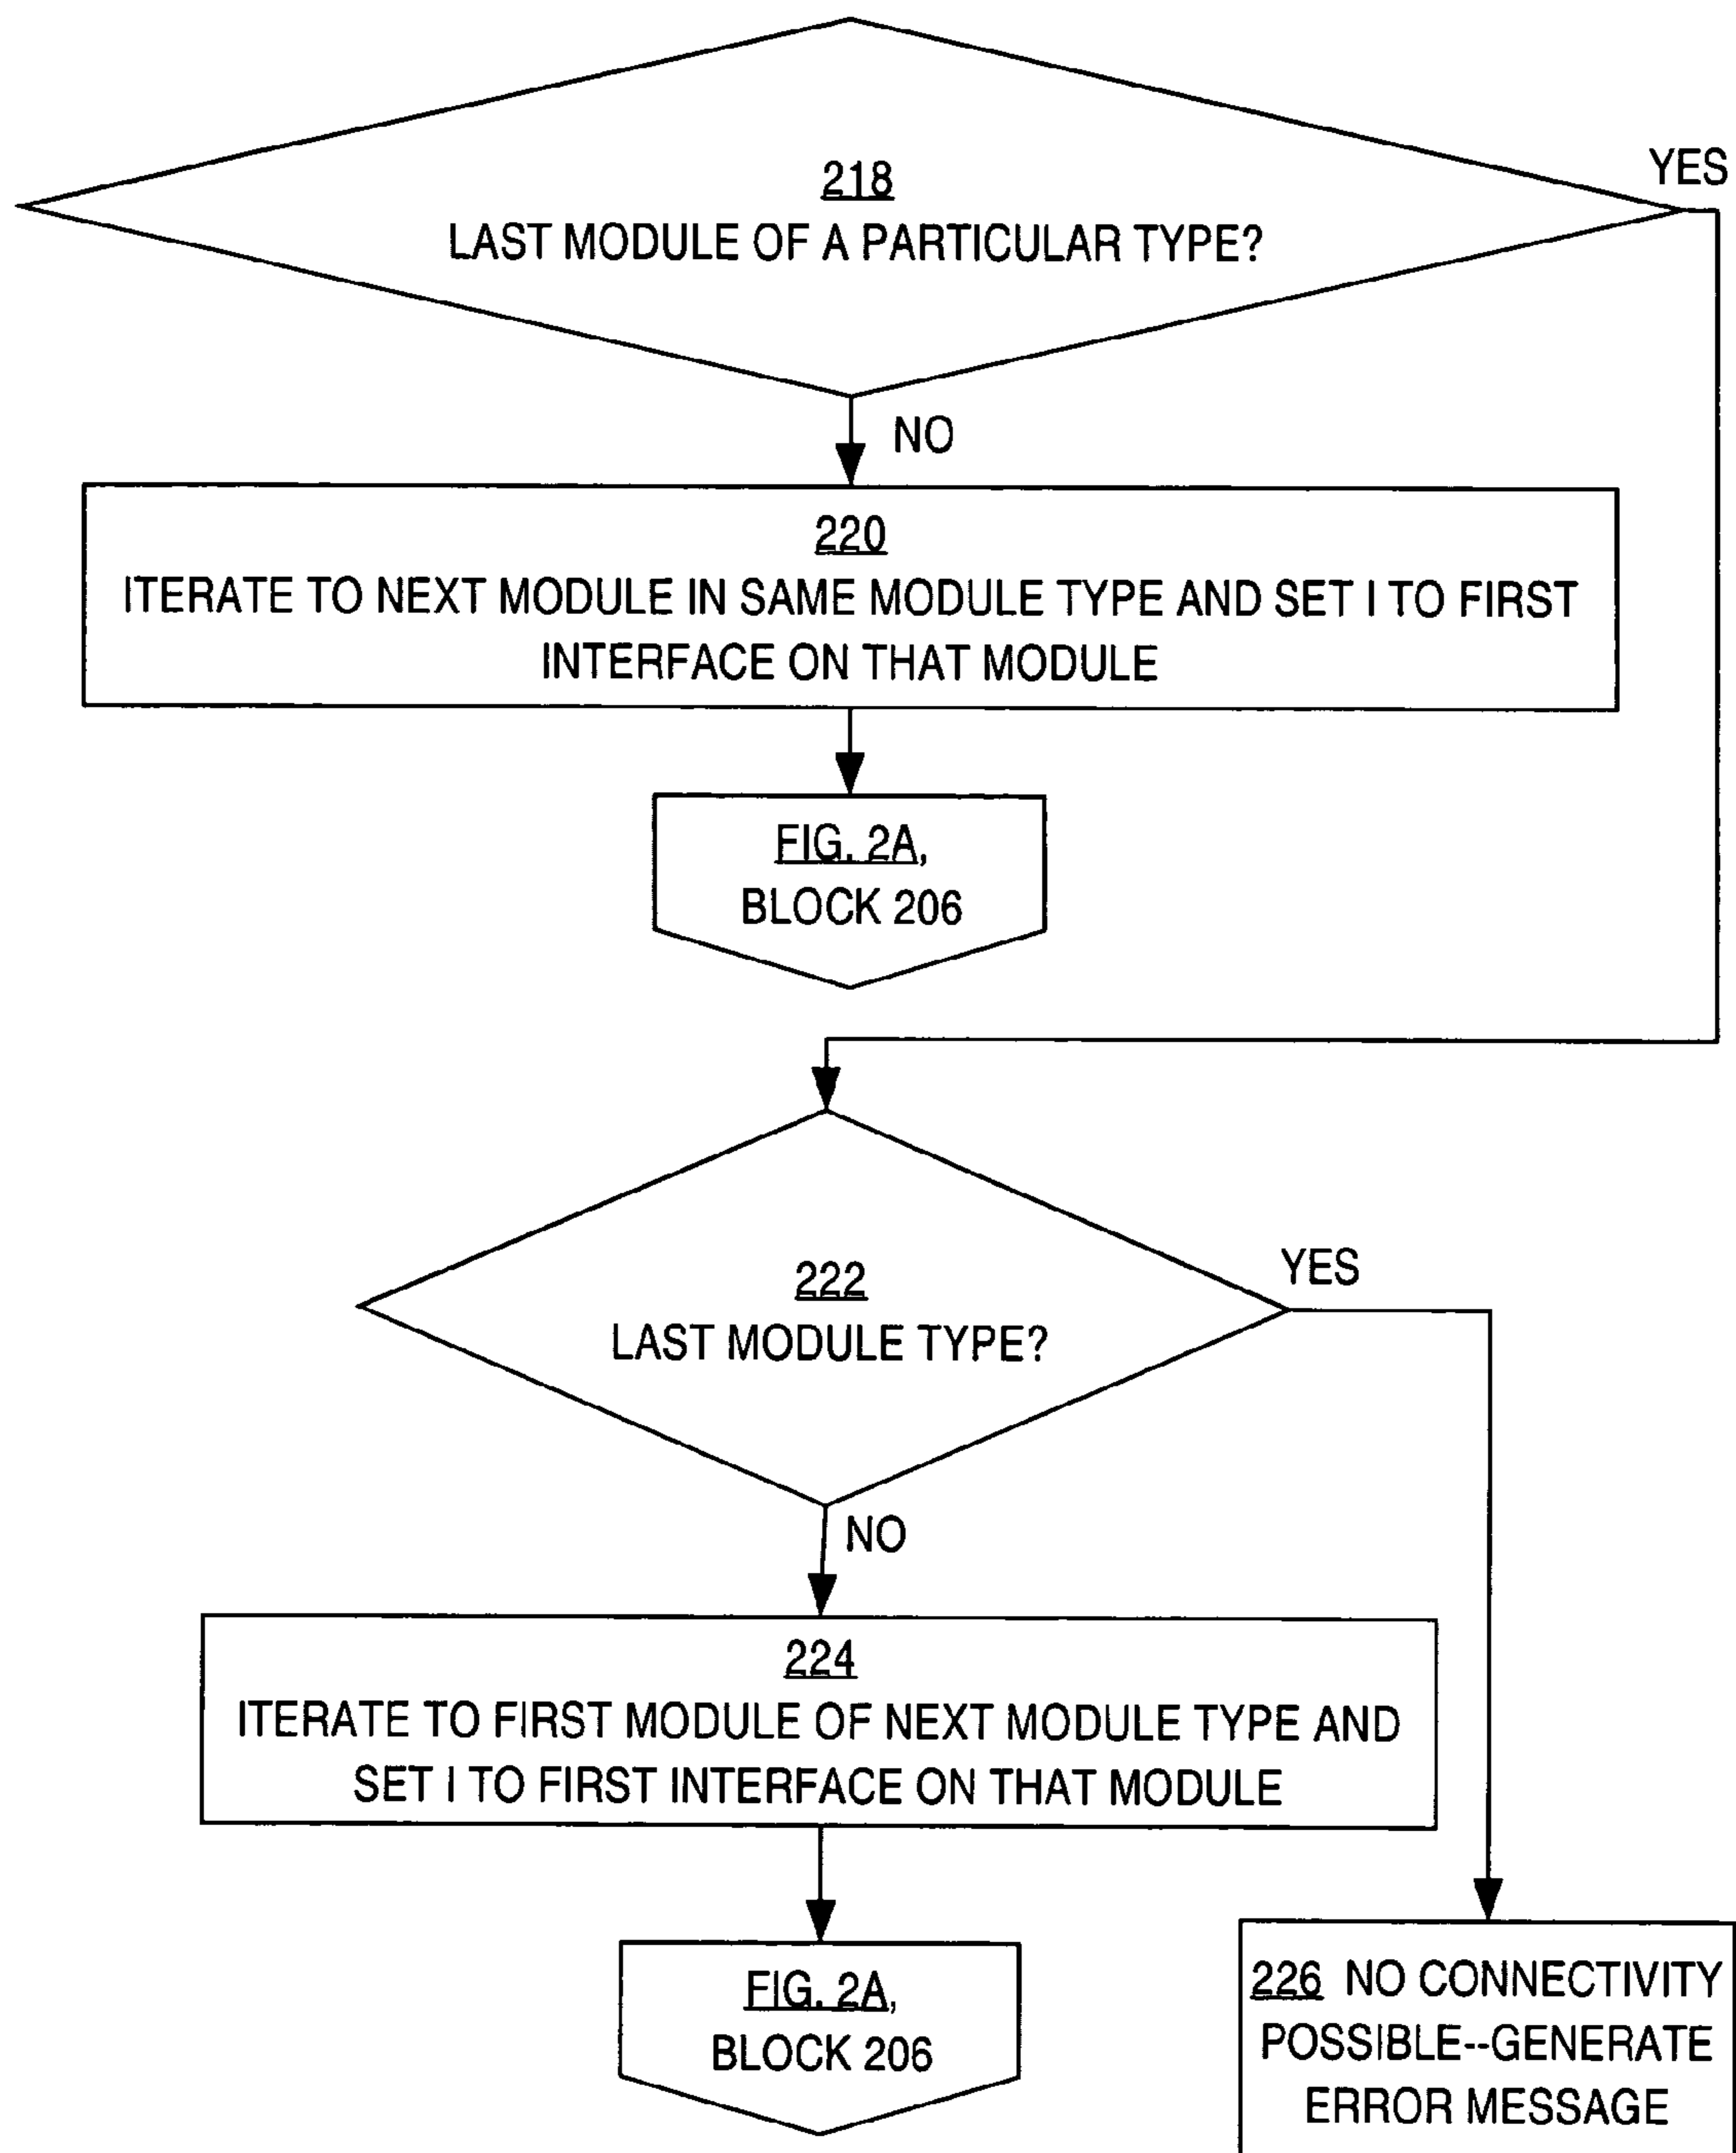 218
LAST MODULE OF A PARTICULAR TYPE?
YES
NO
220
ITERATE TO NEXT MODULE IN SAME MODULE TYPE AND SET I TO FIRST
INTERFACE ON THAT MODULE
FIG. 2A,
BLOCK 206
222
LAST MODULE TYPE?
YES
NO
224
ITERATE TO FIRST MODULE OF NEXT MODULE TYPE AND
SET I TO FIRST INTERFACE ON THAT MODULE
FIG. 2A,
BLOCK 206
226 NO CONNECTIVITY
POSSIBLE--GENERATE
ERROR MESSAGE